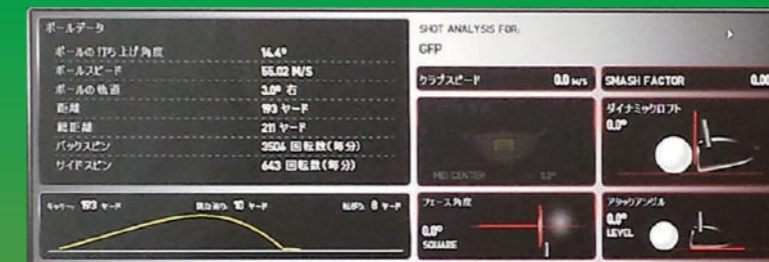 ボールデータ
ボールの打ち上げ角度 14.4°
ボールスピード 55.02 M/S
ボールの軌道 3.0° 右
距離 193 ヤード
総距離 211 ヤード
バックスピン 3506 回転数(毎分)
サイドスピン 643 回転数(毎分)
キャリー 193 ヤード 10 ヤード 8 ヤード
SHOT ANALYSIS FOR:
GFP
クラブスピード 0.0 M/S
SMASH FACTOR 0.00
MID CENTER 0.0°
ダイナミックロフト
0.0°
フェース角度
0.0°
SQUARE
アタックアングル
0.0°
LEVEL